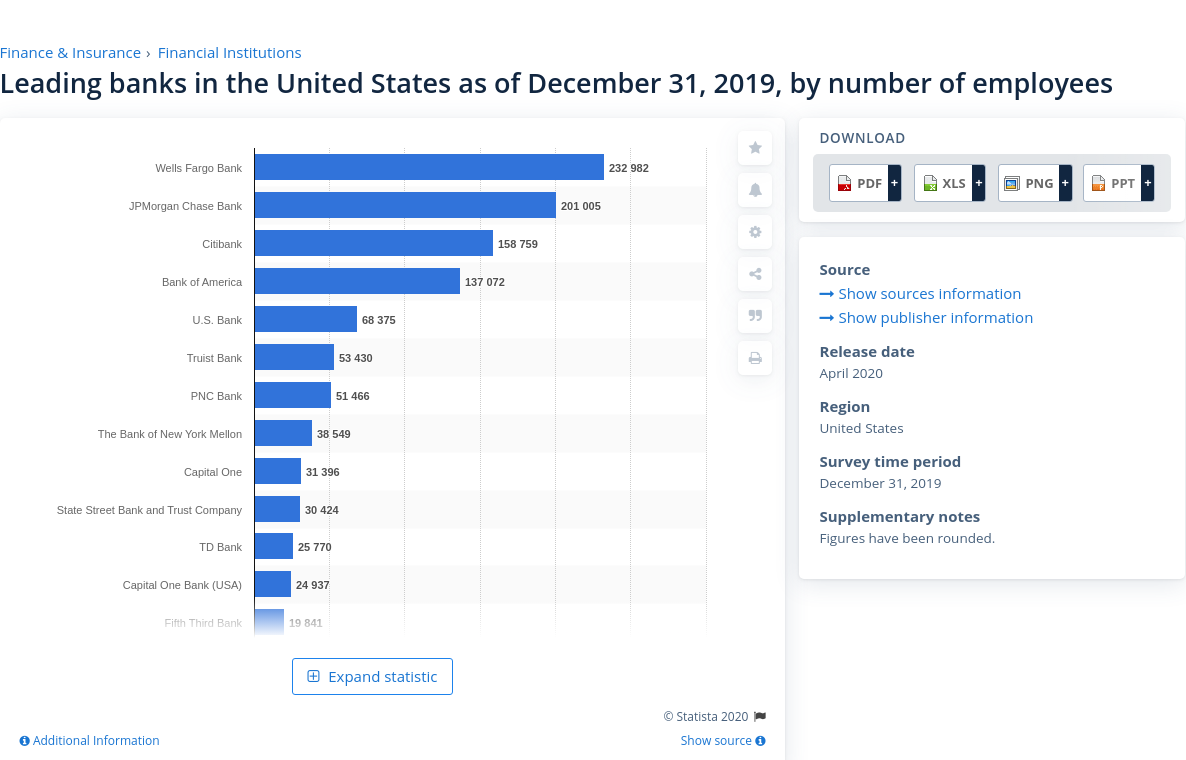 Finance & Insurance › Financial Institutions
Leading banks in the United States as of December 31, 2019, by number of employees
Wells Fargo Bank 232 982
JPMorgan Chase Bank 201 005
Citibank 158 759
Bank of America 137 072
U.S. Bank 68 375
Truist Bank 53 430
PNC Bank 51 466
The Bank of New York Mellon 38 549
Capital One 31 396
State Street Bank and Trust Company 30 424
TD Bank 25 770
Capital One Bank (USA) 24 937
Fifth Third Bank 19 841
Expand statistic
© Statista 2020
Additional Information
Show source
DOWNLOAD
PDF + XLS + PNG + PPT +
Source
Show sources information
Show publisher information
Release date
April 2020
Region
United States
Survey time period
December 31, 2019
Supplementary notes
Figures have been rounded.